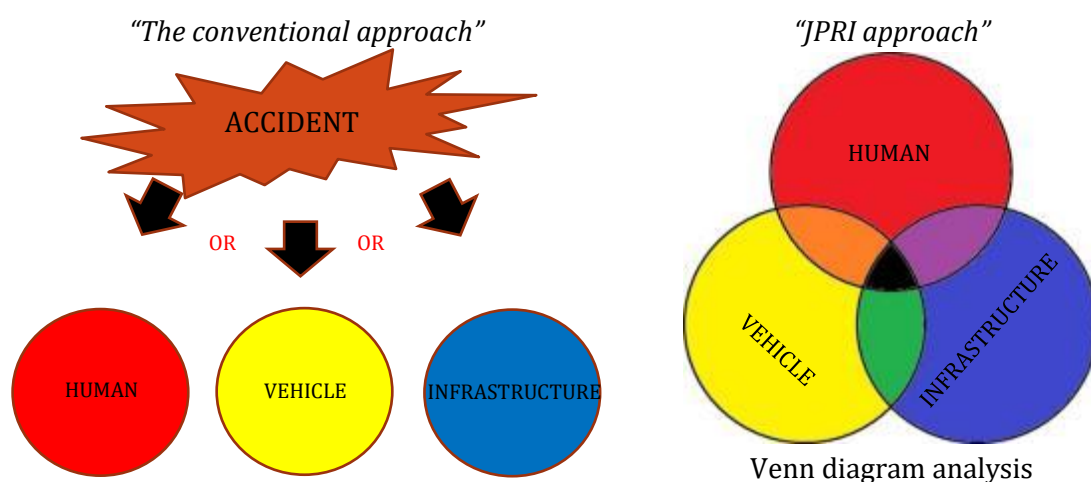 “The conventional approach”
ACCIDENT
OR
OR
HUMAN
VEHICLE
INFRASTRUCTURE
“JPRI approach”
HUMAN
VEHICLE
INFRASTRUCTURE
Venn diagram analysis